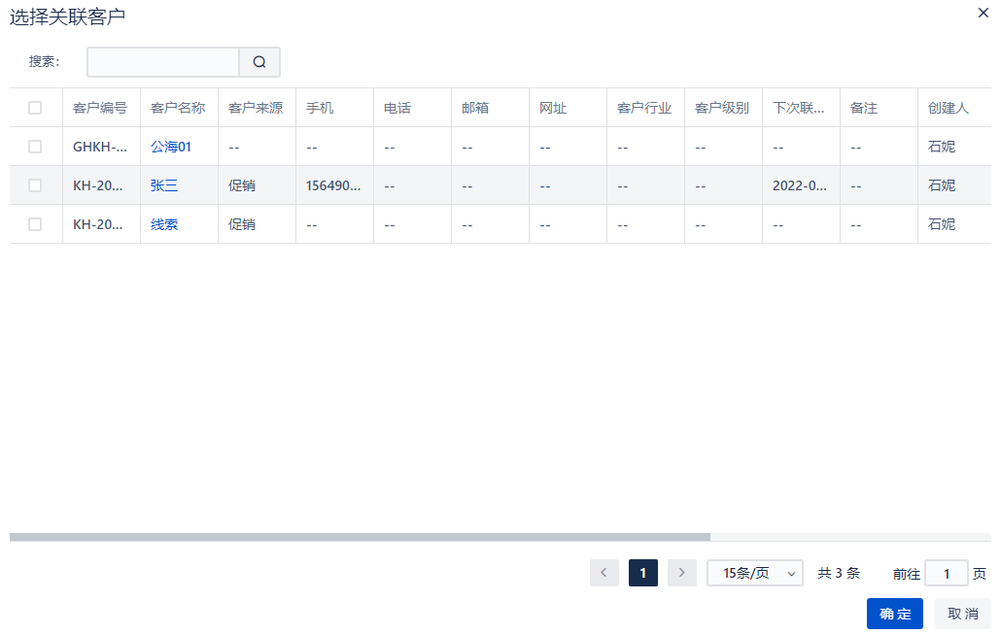 选择关联客户
搜索:
客户编号 客户名称 客户来源 手机 电话 邮箱 网址 客户行业 客户级别 下次联... 备注 创建人
GHKH-... 公海01 -- -- -- -- -- -- -- -- -- 石妮
KH-20... 张三 促销 156490... -- -- -- -- -- 2022-0... -- 石妮
KH-20... 线索 促销 -- -- -- -- -- -- -- -- 石妮
1 15条/页 共 3 条 前往 1 页
确 定 取 消